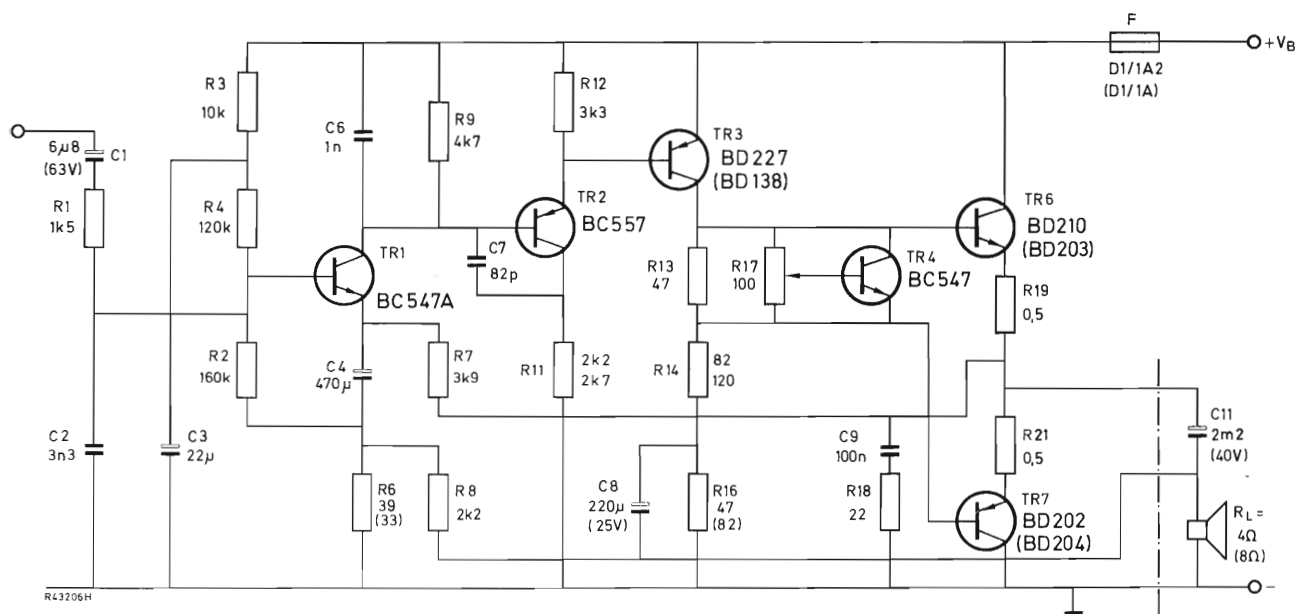 F
+VB
D1/1A2
(D1/1A)
R3
10k
C6
1n
R9
4k7
R12
3k3
TR3
BD227
(BD138)
6µ8
(63V)
C1
R1
1k5
R4
120k
TR1
BC547A
TR2
BC557
C7
82p
R13
47
R17
100
TR4
BC547
TR6
BD210
(BD203)
R19
0,5
R2
160k
C4
470µ
R7
3k9
R11
2k2
2k7
R14
82
120
C2
3n3
C3
22µ
R6
39
(33)
R8
2k2
C8
220µ
(25V)
R16
47
(82)
C9
100n
R18
22
R21
0,5
TR7
BD202
(BD204)
C11
2m2
(40V)
RL=
4Ω
(8Ω)
R43206H
-